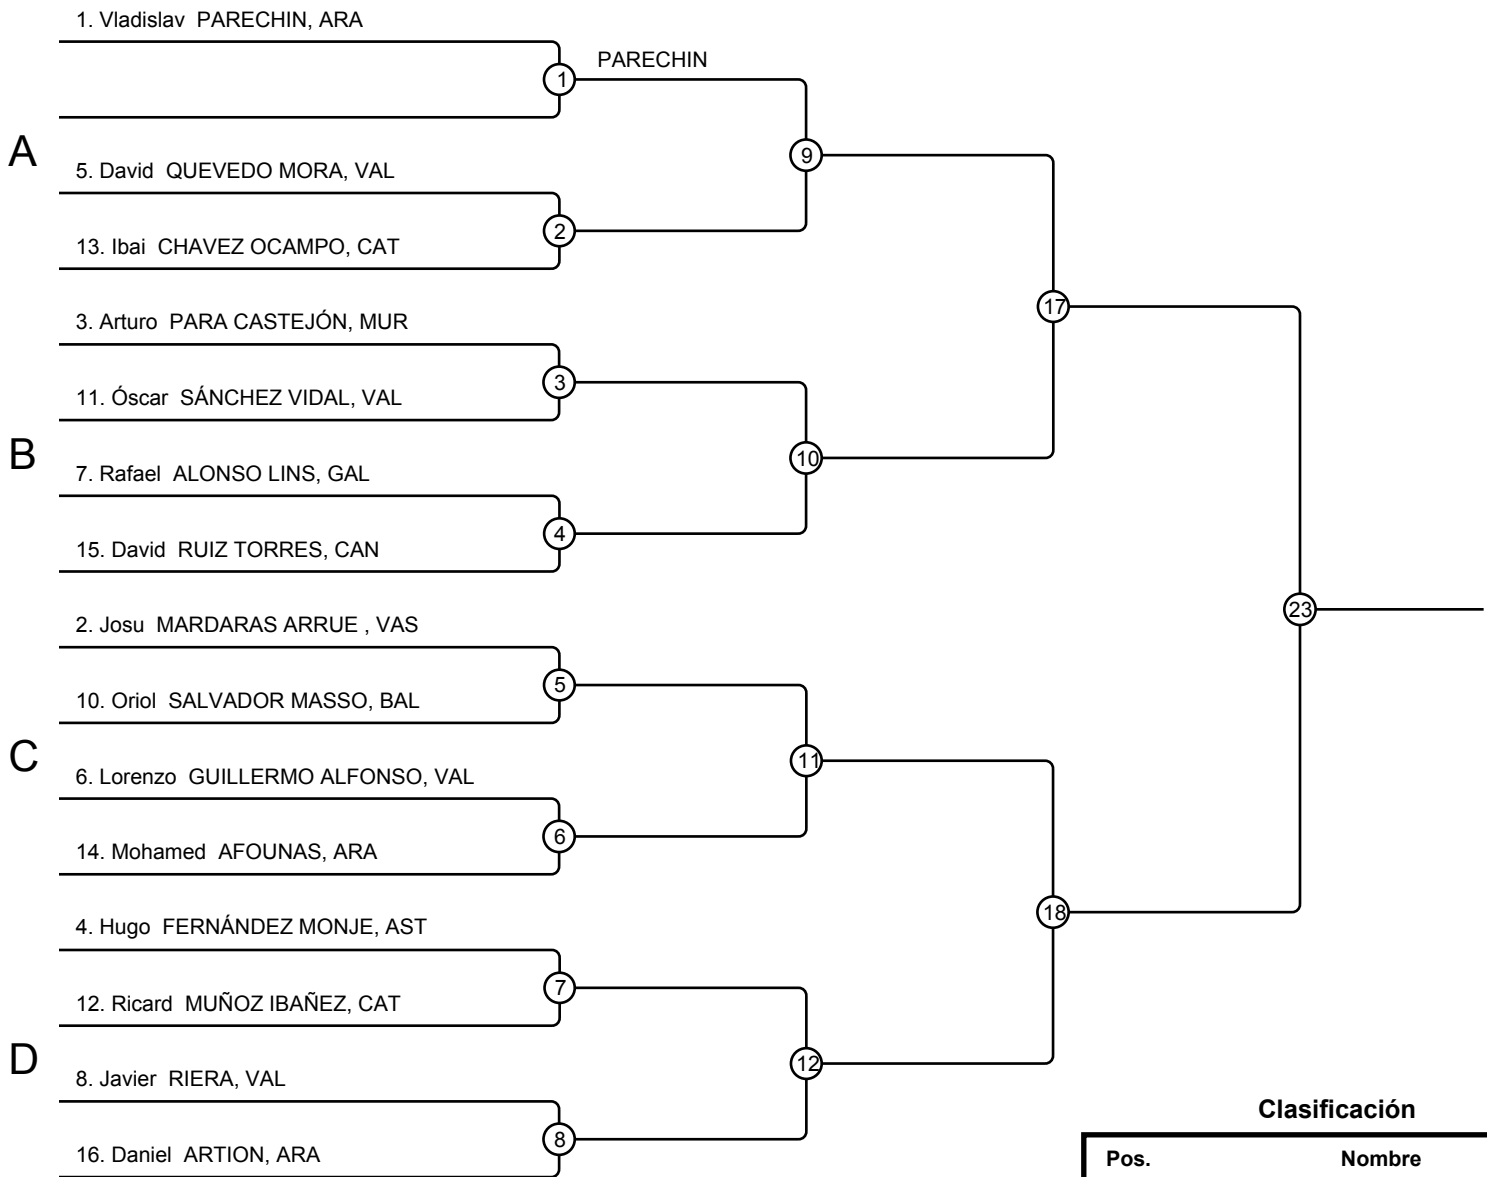 1. Vladislav  PARECHIN, ARA
PARECHIN
1
A
9
5. David  QUEVEDO MORA, VAL
2
13. Ibai  CHAVEZ OCAMPO, CAT
17
3. Arturo  PARA CASTEJÓN, MUR
3
11. Óscar  SÁNCHEZ VIDAL, VAL
B
10
7. Rafael  ALONSO LINS, GAL
4
15. David  RUIZ TORRES, CAN
23
2. Josu  MARDARAS ARRUE , VAS
5
10. Oriol  SALVADOR MASSO, BAL
C
11
6. Lorenzo  GUILLERMO ALFONSO, VAL
6
14. Mohamed  AFOUNAS, ARA
18
4. Hugo  FERNÁNDEZ MONJE, AST
7
12. Ricard  MUÑOZ IBAÑEZ, CAT
D
12
8. Javier  RIERA, VAL
8
16. Daniel  ARTION, ARA
Clasificación
Pos. Nombre